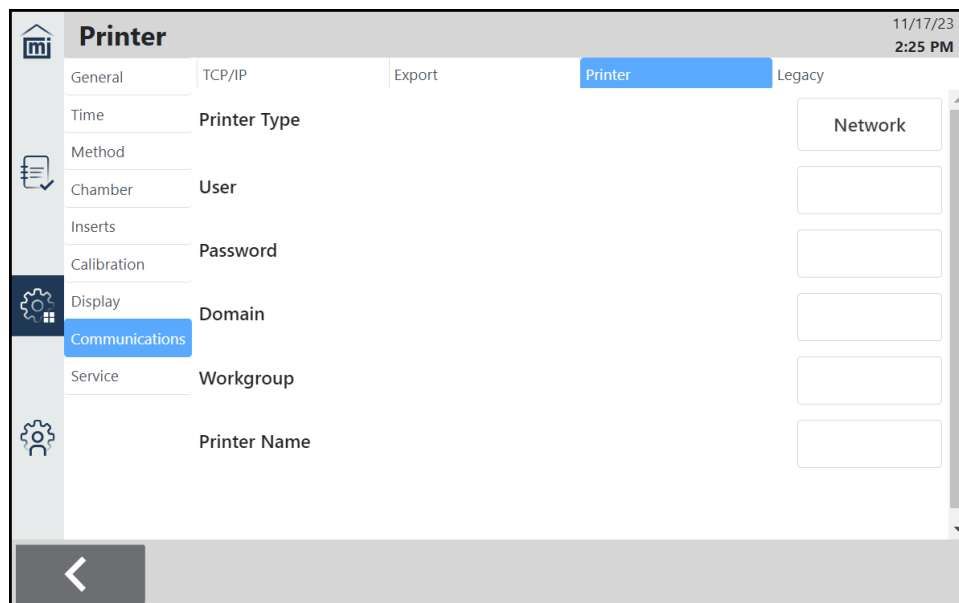 mi
Printer
11/17/23
2:25 PM
General
Time
Method
Chamber
Inserts
Calibration
Display
Communications
Service
TCP/IP
Export
Printer
Legacy
Printer Type
Network
User
Password
Domain
Workgroup
Printer Name